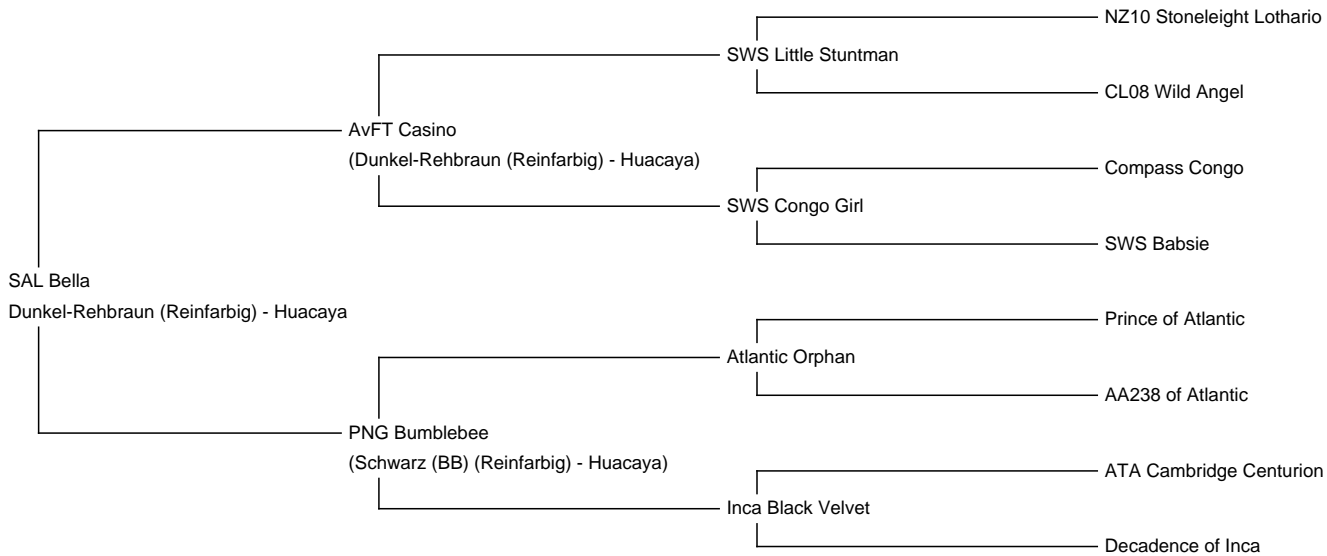 NZ10 Stoneleight Lothario
SWS Little Stuntman
CL08 Wild Angel
AvFT Casino
(Dunkel-Rehbraun (Reinfarbig) - Huacaya)
Compass Congo
SWS Congo Girl
SWS Babsie
SAL Bella
Dunkel-Rehbraun (Reinfarbig) - Huacaya
Prince of Atlantic
Atlantic Orphan
AA238 of Atlantic
PNG Bumblebee
(Schwarz (BB) (Reinfarbig) - Huacaya)
ATA Cambridge Centurion
Inca Black Velvet
Decadence of Inca